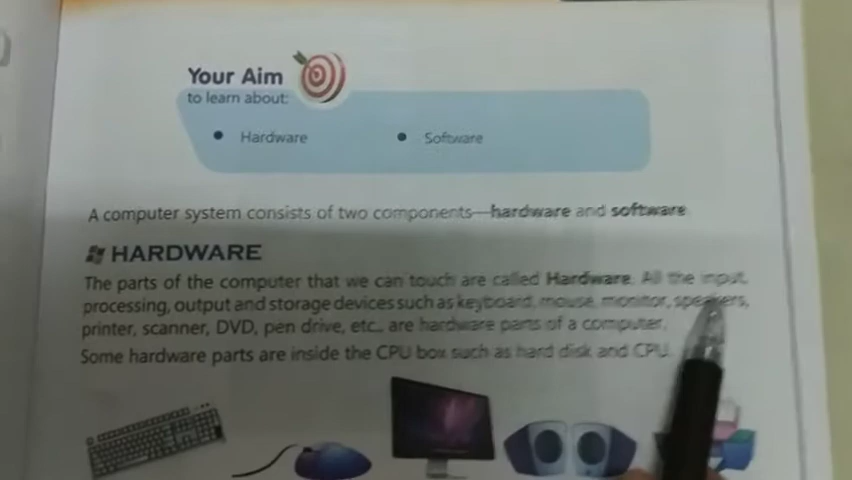 Your Aim
to learn about:
• Hardware • Software
A computer system consists of two components—hardware and software
HARDWARE
The parts of the computer that we can touch are called Hardware. All the input,
processing, output and storage devices such as keyboard, mouse, monitor, speakers,
printer, scanner, DVD, pen drive, etc., are hardware parts of a computer.
Some hardware parts are inside the CPU box such as hard disk and CPU.